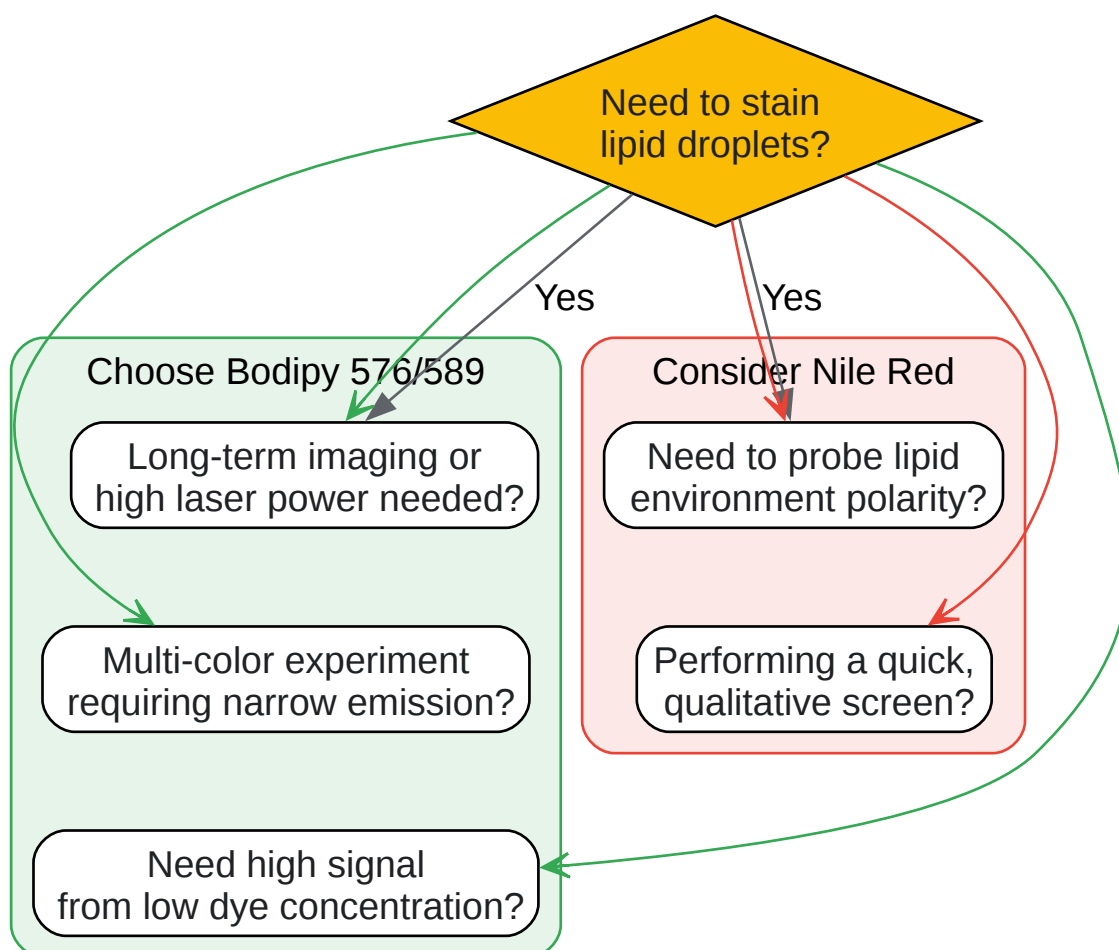 Need to stain
lipid droplets?
Yes
Yes
Choose Bodipy 576/589
Long-term imaging or
high laser power needed?
Multi-color experiment
requiring narrow emission?
Need high signal
from low dye concentration?
Consider Nile Red
Need to probe lipid
environment polarity?
Performing a quick,
qualitative screen?